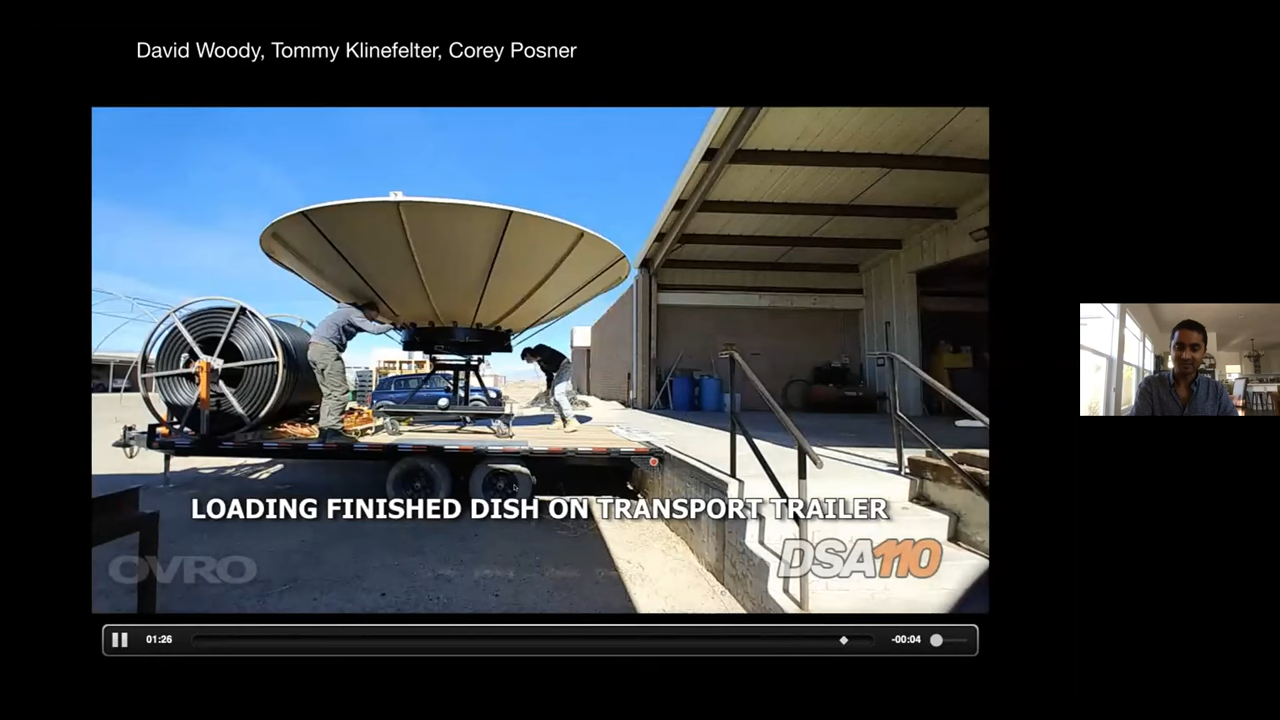 David Woody, Tommy Klinefelter, Corey Posner
LOADING FINISHED DISH ON TRANSPORT TRAILER
OVRO
DSA110
01:26
-00:04